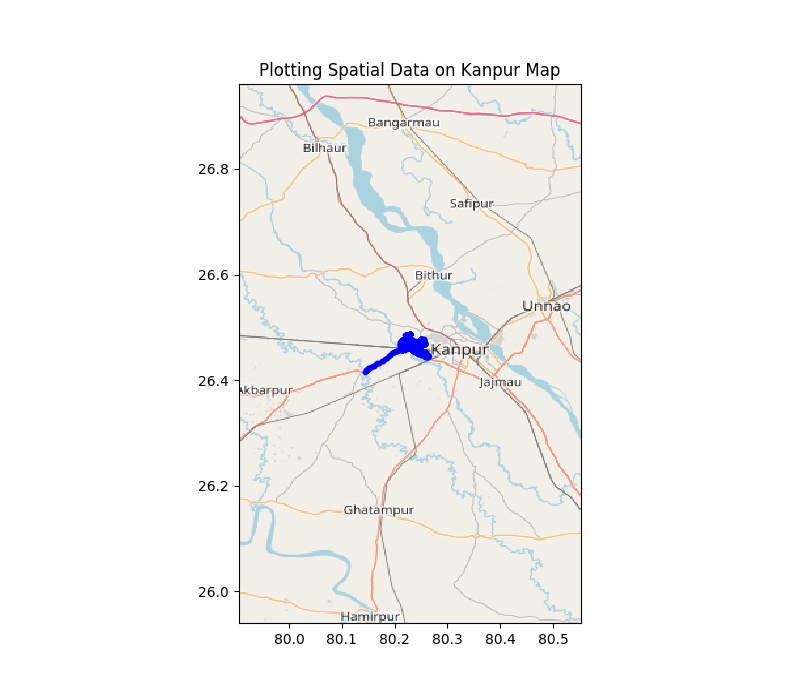 Plotting Spatial Data on Kanpur Map
Bangarmau
Bilhaur
26.8
Safipur
Bithur
26.6
Unnao
Kanpur
26.4
Jajmau
Akbarpur
26.2
Ghatampur
26.0
Hamirpur
80.0 80.1 80.2 80.3 80.4 80.5